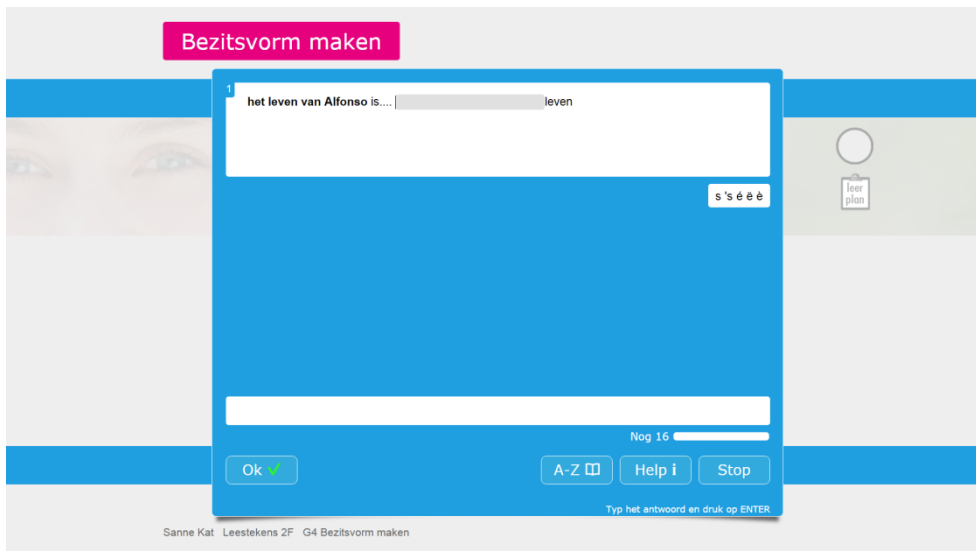 Bezitsvorm maken
1
het leven van Alfonso is.... leven
leer
plan
s 's é ë è
Nog 16
Ok A-Z Help i Stop
Typ het antwoord en druk op ENTER
Sanne Kat Leestekens 2F G4 Bezitsvorm maken